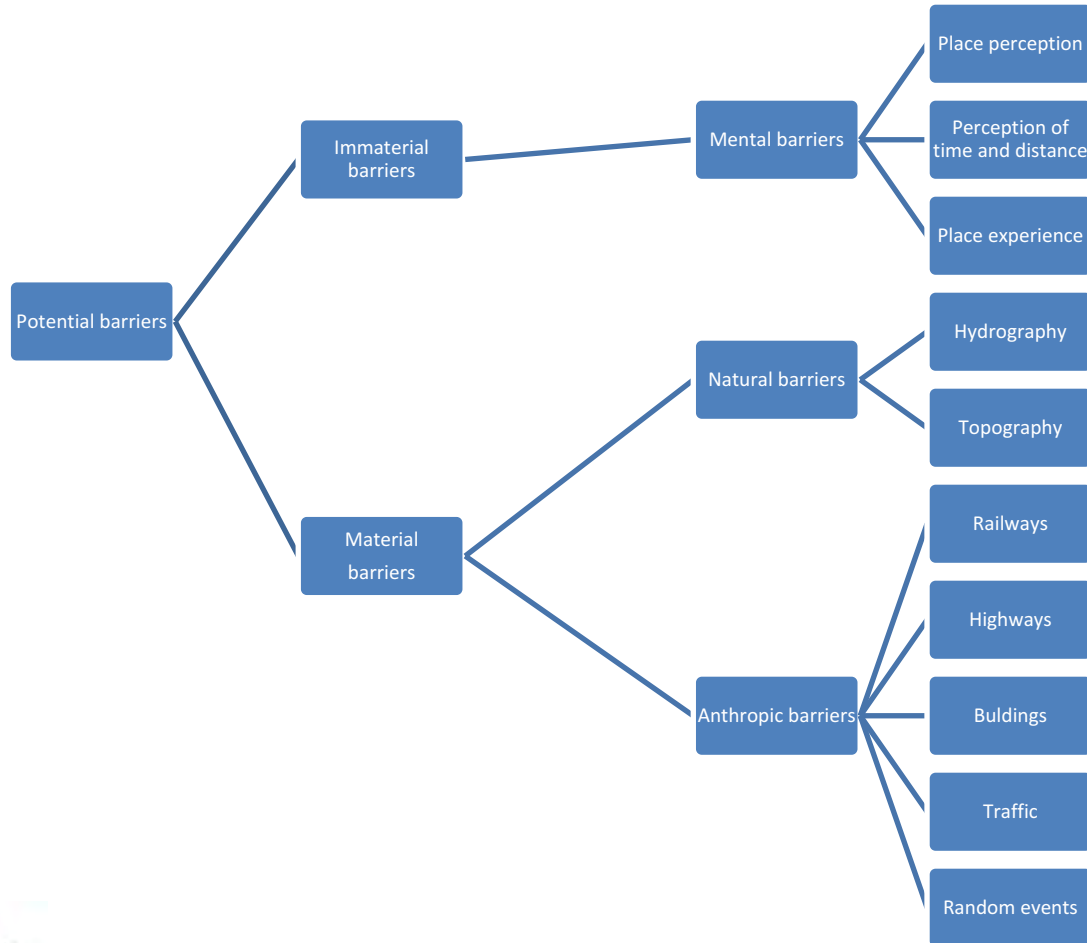 Potential barriers
Immaterial
barriers
Mental barriers
Place perception
Perception of
time and distance
Place experience
Material
barriers
Natural barriers
Hydrography
Topography
Anthropic barriers
Railways
Highways
Buldings
Traffic
Random events